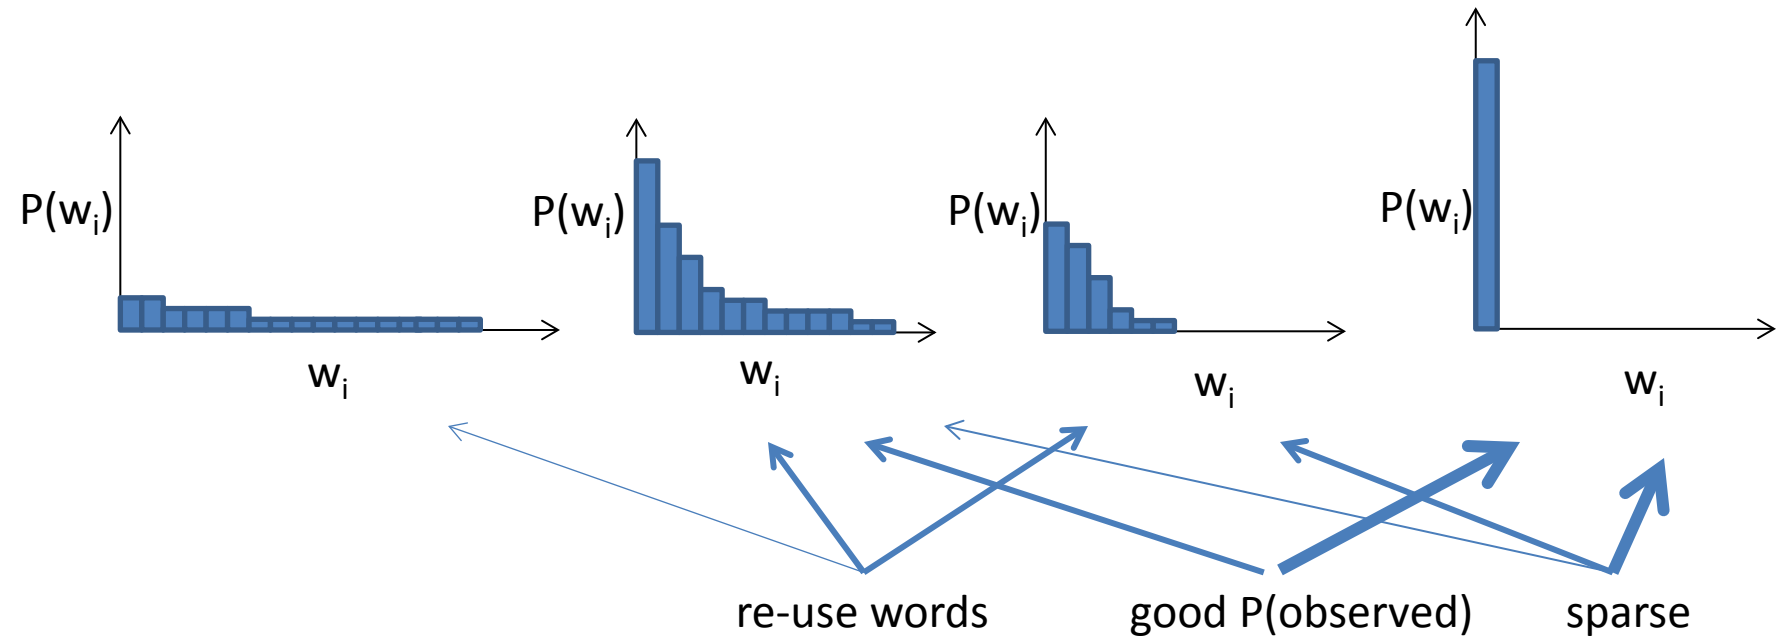 P(wᵢ)
P(wᵢ)
P(wᵢ)
P(wᵢ)
wᵢ
wᵢ
wᵢ
wᵢ
re-use words
good P(observed)
sparse